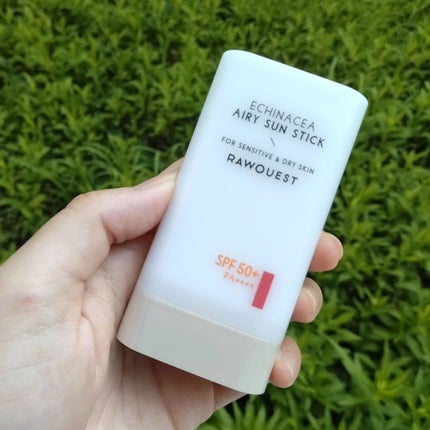 ECHINACEA
AIRY SUN STICK
\
FOR SENSITIVE & DRY SKIN
RAWQUEST
SPF 50+
PA++++